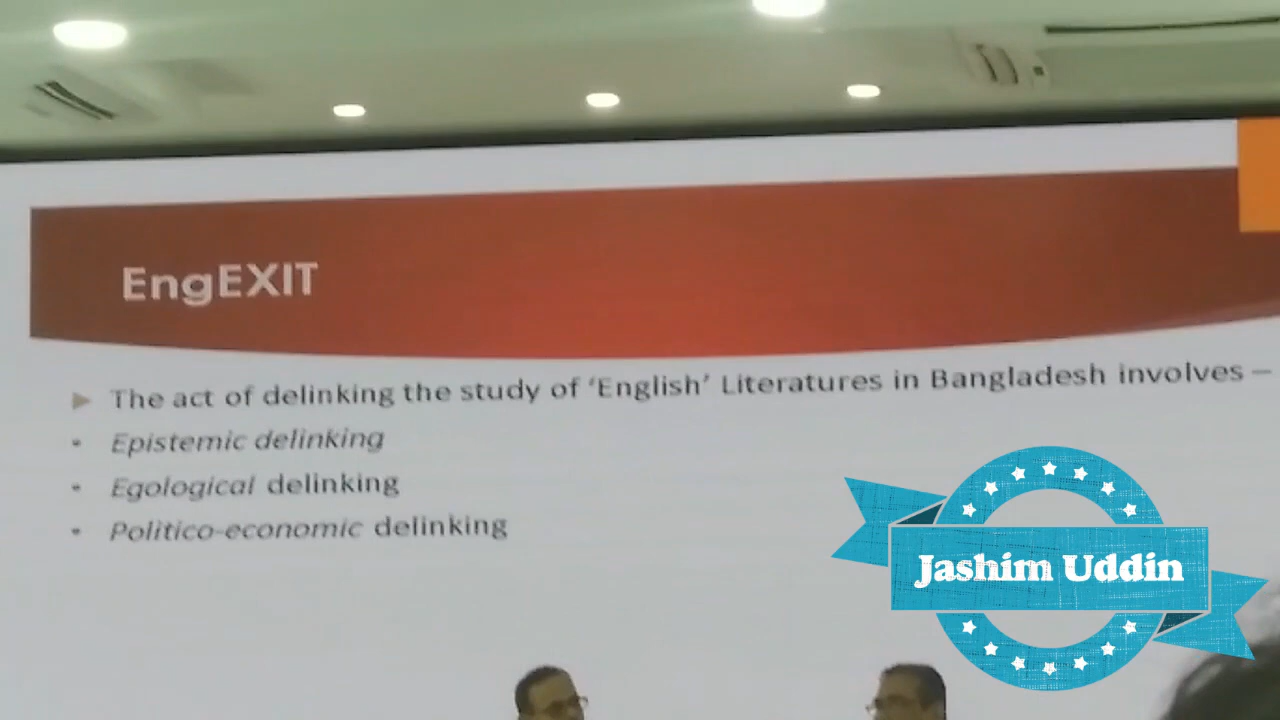 EngEXIT
▶ The act of delinking the study of ‘English’ Literatures in Bangladesh involves –
• Epistemic delinking
• Egological delinking
• Politico-economic delinking
Jashim Uddin